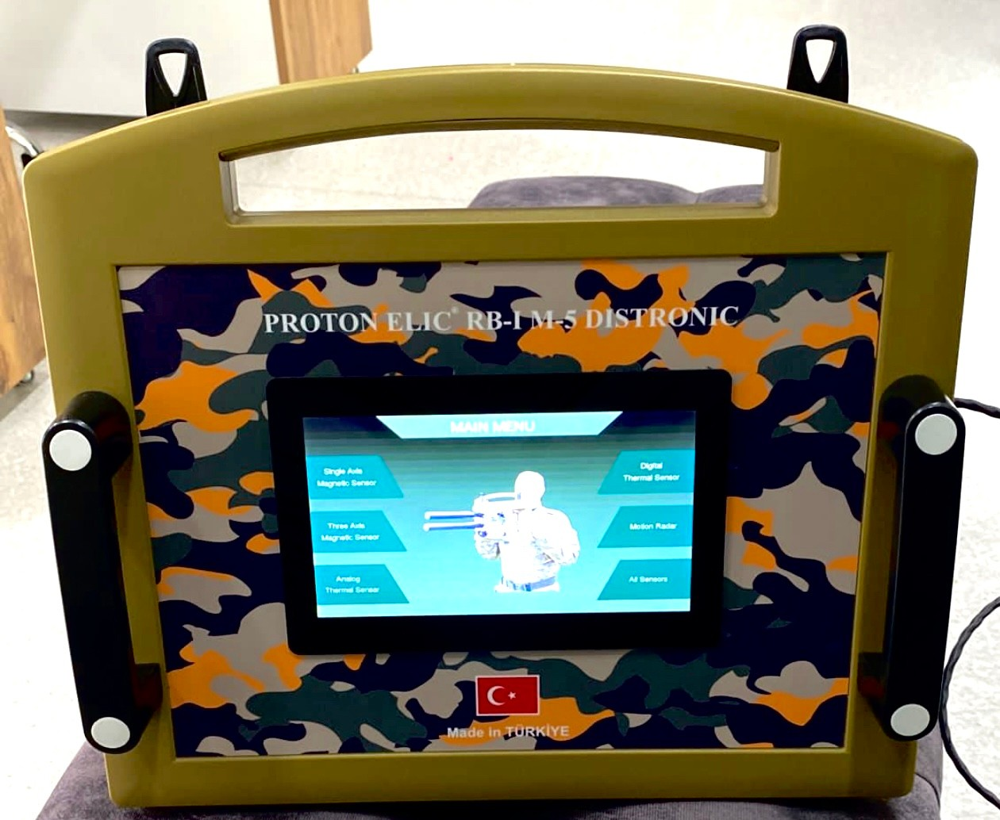 PROTON ELIC® RB-I M-5 DISTRONIC
MAIN MENU
Single Axis
Magnetic Sensor
Digital
Thermal Sensor
Three Axis
Magnetic Sensor
Motion Radar
Analog
Thermal Sensor
All Sensors
Made in TÜRKİYE